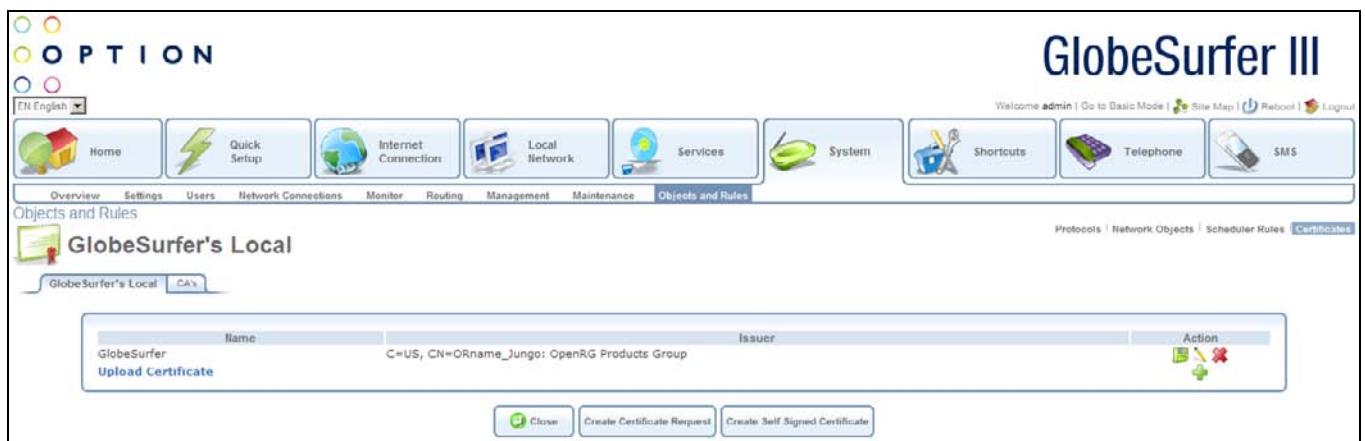 OPTION
GlobeSurfer III
EN English
Welcome admin | Go to Basic Mode | Site Map | Reboot | Logout
Home
Quick Setup
Internet Connection
Local Network
Services
System
Shortcuts
Telephone
SMS
Overview Settings Users Network Connections Monitor Routing Management Maintenance Objects and Rules
Objects and Rules
Protocols | Network Objects | Scheduler Rules | Certificates
GlobeSurfer's Local
GlobeSurfer's Local CA's
Name Issuer Action
GlobeSurfer C=US, CN=ORname_Jungo: OpenRG Products Group
Upload Certificate
Close Create Certificate Request Create Self Signed Certificate